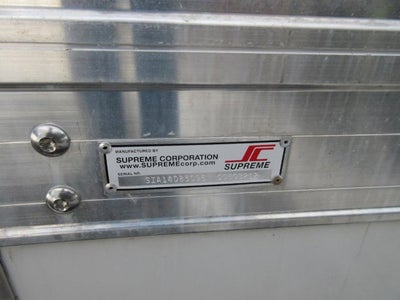 MANUFACTURED BY
SUPREME CORPORATION
www.SUPREMEcorp.com
SERIAL NO.
SUPREME